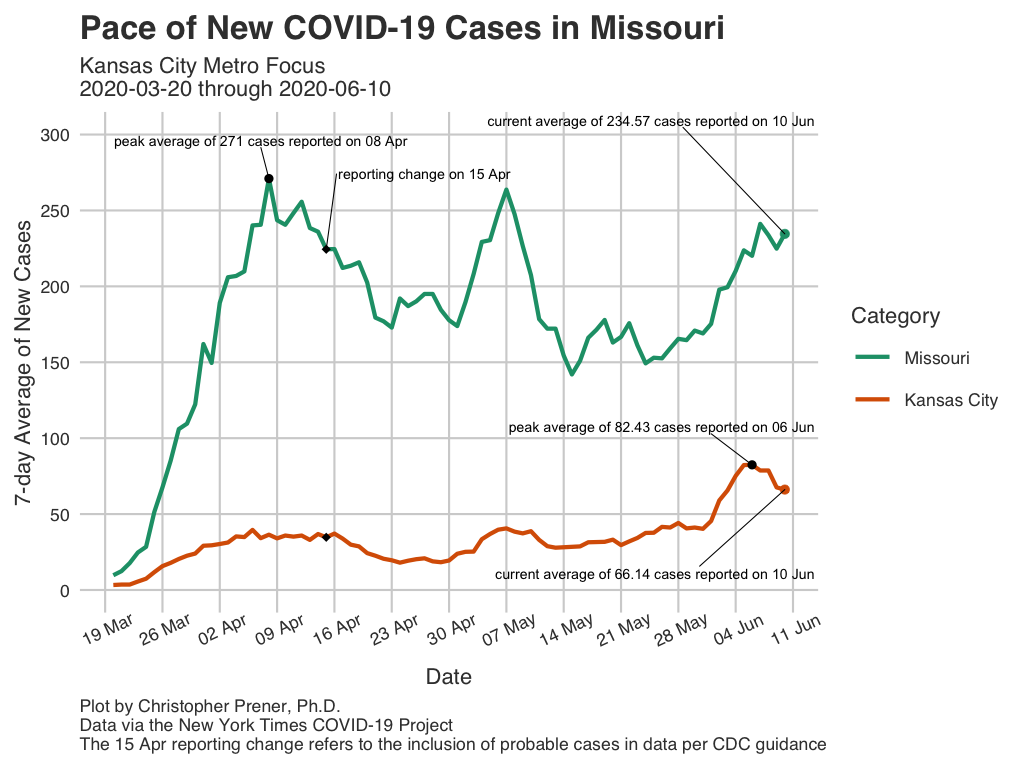 Pace of New COVID-19 Cases in Missouri
Kansas City Metro Focus
2020-03-20 through 2020-06-10
current average of 234.57 cases reported on 10 Jun
peak average of 271 cases reported on 08 Apr
reporting change on 15 Apr
peak average of 82.43 cases reported on 06 Jun
current average of 66.14 cases reported on 10 Jun
7-day Average of New Cases
300
250
200
150
100
50
0
19 Mar
26 Mar
02 Apr
09 Apr
16 Apr
23 Apr
30 Apr
07 May
14 May
21 May
28 May
04 Jun
11 Jun
Date
Category
Missouri
Kansas City
Plot by Christopher Prener, Ph.D.
Data via the New York Times COVID-19 Project
The 15 Apr reporting change refers to the inclusion of probable cases in data per CDC guidance